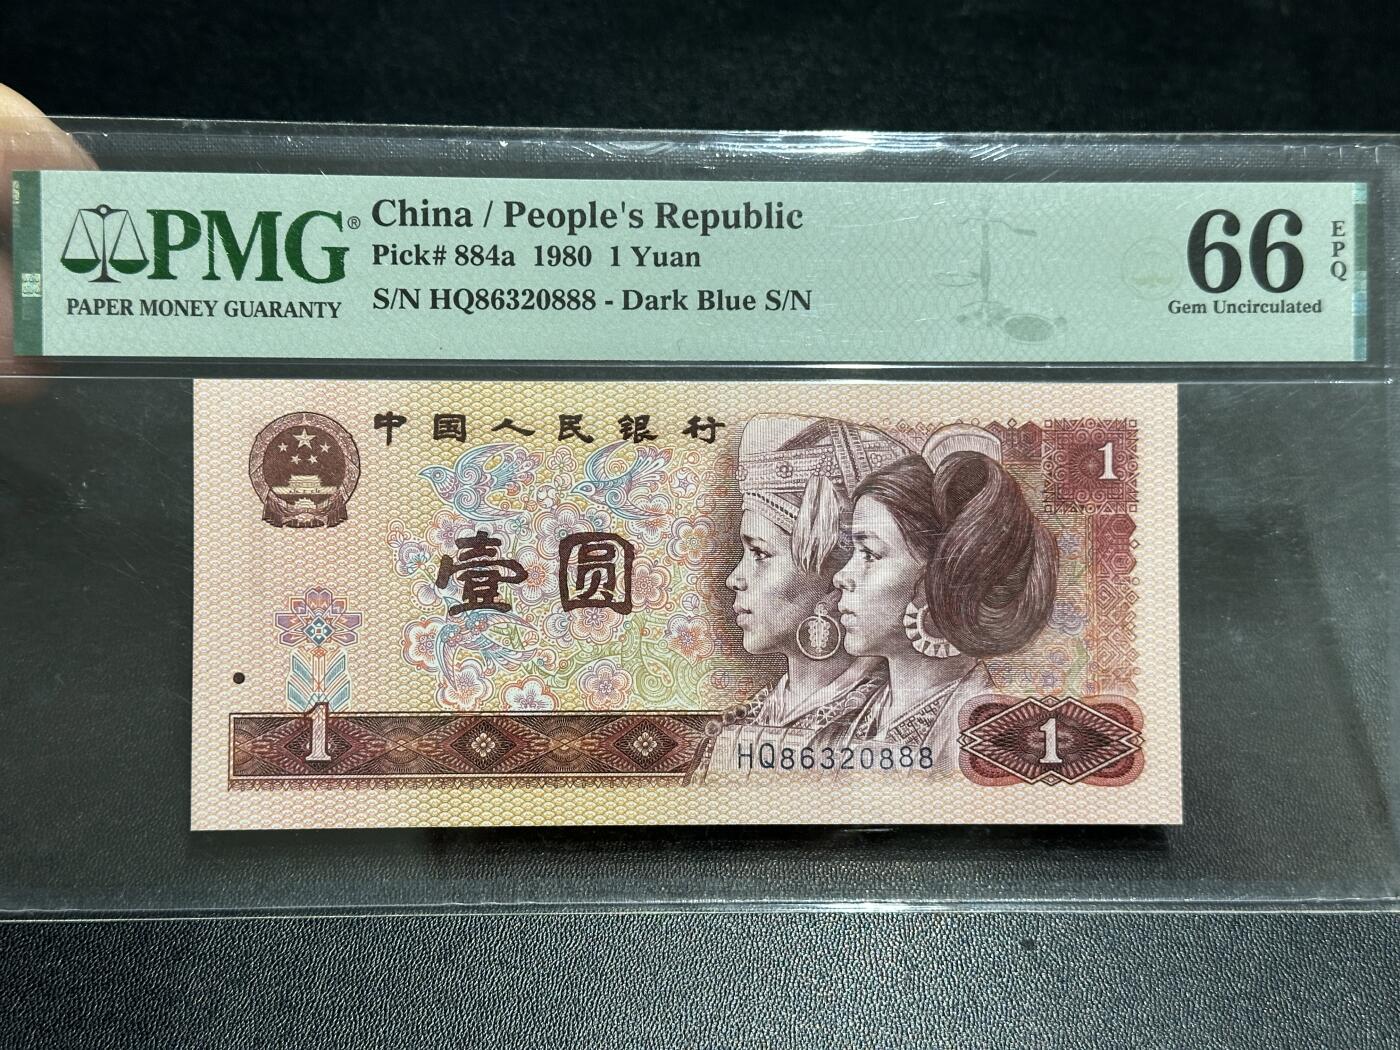 PMG®
PAPER MONEY GUARANTY
China / People's Republic
Pick# 884a 1980 1 Yuan
S/N HQ86320888 - Dark Blue S/N
66
EPQ
Gem Uncirculated
中国人民银行
1
壹圆
1
HQ86320888
1